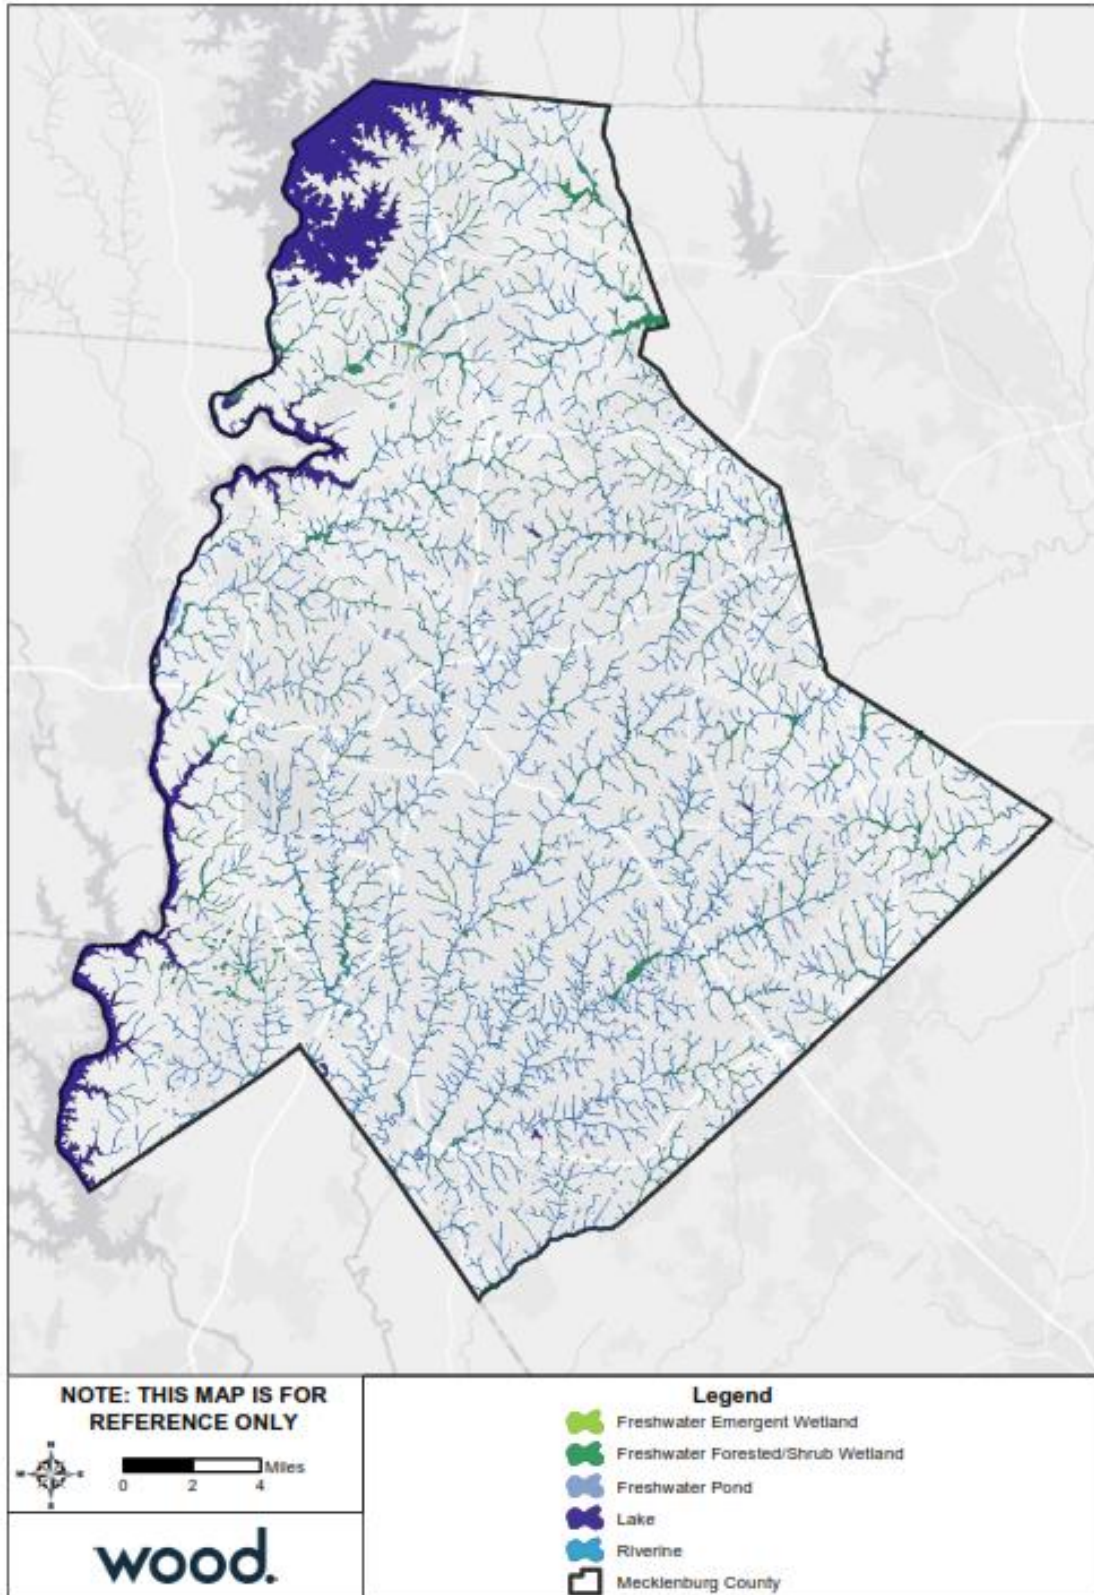 NOTE: THIS MAP IS FOR
REFERENCE ONLY
N
W
E
S
Miles
0 2 4
wood.
Legend
Freshwater Emergent Wetland
Freshwater Forested/Shrub Wetland
Freshwater Pond
Lake
Riverine
Mecklenburg County